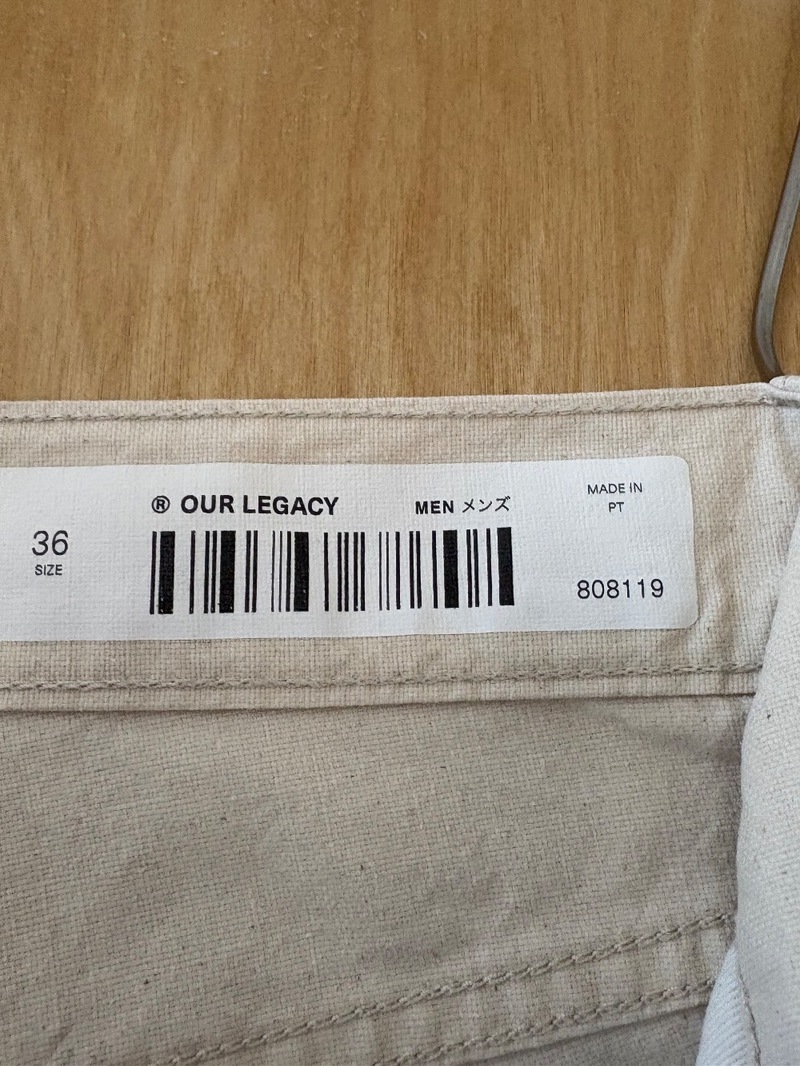 36
SIZE
® OUR LEGACY
MEN メンズ
MADE IN
PT
808119